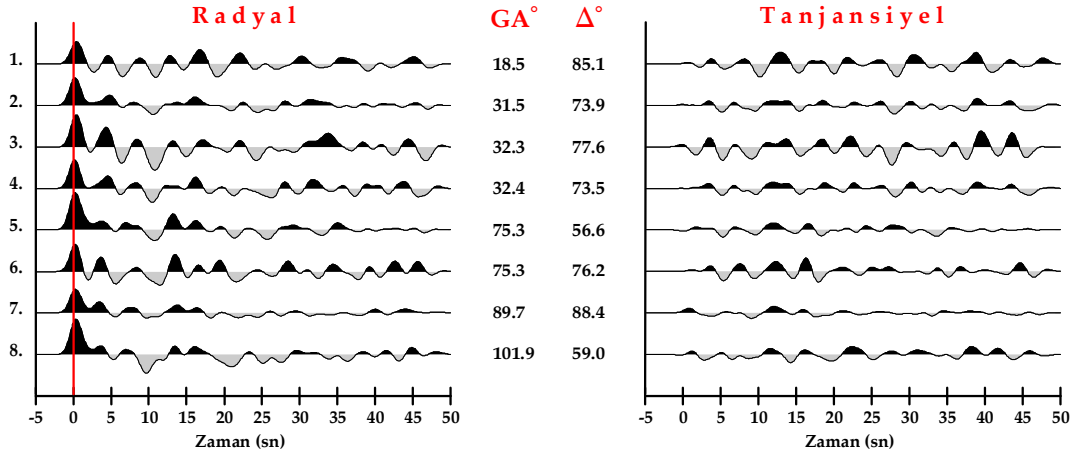 Radyal GA° Δ° Tanjansiyel
1. 18.5 85.1
2. 31.5 73.9
3. 32.3 77.6
4. 32.4 73.5
5. 75.3 56.6
6. 75.3 76.2
7. 89.7 88.4
8. 101.9 59.0
-5 0 5 10 15 20 25 30 35 40 45 50 -5 0 5 10 15 20 25 30 35 40 45 50
Zaman (sn) Zaman (sn)